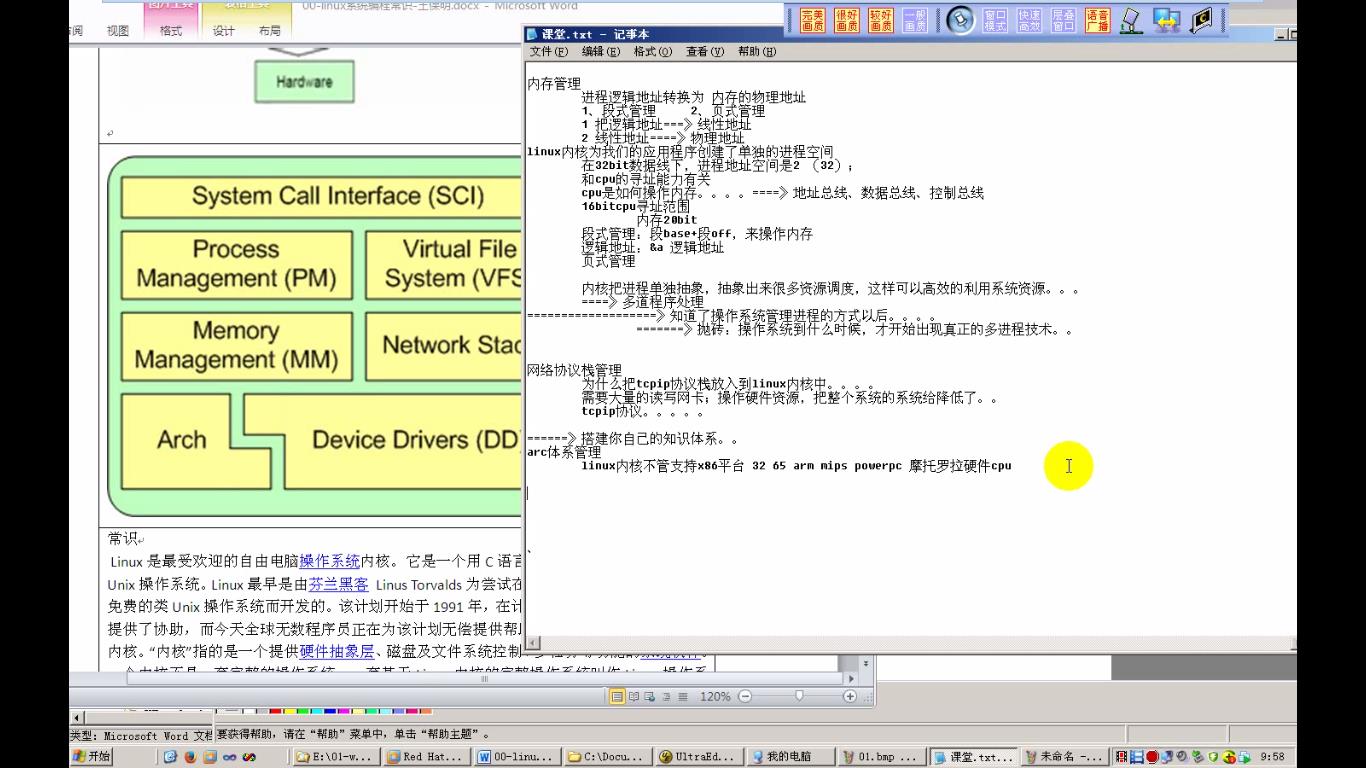 00-linux系统编程常识-王保明.docx - Microsoft Word
图片工具
表格工具
视图
格式
设计
布局
完美画质
很好画质
较好画质
一般画质
窗口模式
快速高效
层叠窗口
语音广播
Hardware
System Call Interface (SCI)
Process Management (PM)
Virtual File System (VFS
Memory Management (MM)
Network Stac
Arch
Device Drivers (DD)
常识
Linux 是最受欢迎的自由电脑操作系统内核。它是一个用 C 语言
Unix 操作系统。Linux 最早是由芬兰黑客 Linus Torvalds 为尝试在
免费的类 Unix 操作系统而开发的。该计划开始于 1991 年，在计
提供了协助，而今天全球无数程序员正在为该计划无偿提供帮
内核。“内核”指的是一个提供硬件抽象层、磁盘及文件系统控制
课堂.txt - 记事本
文件(F) 编辑(E) 格式(O) 查看(V) 帮助(H)
内存管理
进程逻辑地址转换为 内存的物理地址
1、段式管理 2、页式管理
1 把逻辑地址===》线性地址
2 线性地址====》物理地址
linux内核为我们的应用程序创建了单独的进程空间
在32bit数据线下，进程地址空间是2 （32）；
和cpu的寻址能力有关
cpu是如何操作内存。。。。====》地址总线、数据总线、控制总线
16bitcpu寻址范围
内存20bit
段式管理：段base+段off，来操作内存
逻辑地址：&a 逻辑地址
页式管理
内核把进程单独抽象，抽象出来很多资源调度，这样可以高效的利用系统资源。。。
====》多道程序处理
===================》知道了操作系统管理进程的方式以后。。。。
=======》抛砖：操作系统到什么时候，才开始出现真正的多进程技术。。
网络协议栈管理
为什么把tcpip协议栈放入到linux内核中。。。。
需要大量的读写网卡；操作硬件资源，把整个系统的系统给降低了。。
tcpip协议。。。。。
======》搭建你自己的知识体系。。
arc体系管理
linux内核不管支持x86平台 32 65 arm mips powerpc 摩托罗拉硬件cpu
、
120%
类型: Microsoft Word 文档
要获得帮助，请在“帮助”菜单中，单击“帮助主题”。
开始
E:\01-w...
Red Hat...
00-linu...
C:\Docu...
UltraEd...
我的电脑
01.bmp ...
课堂.txt...
未命名 -...
9:58